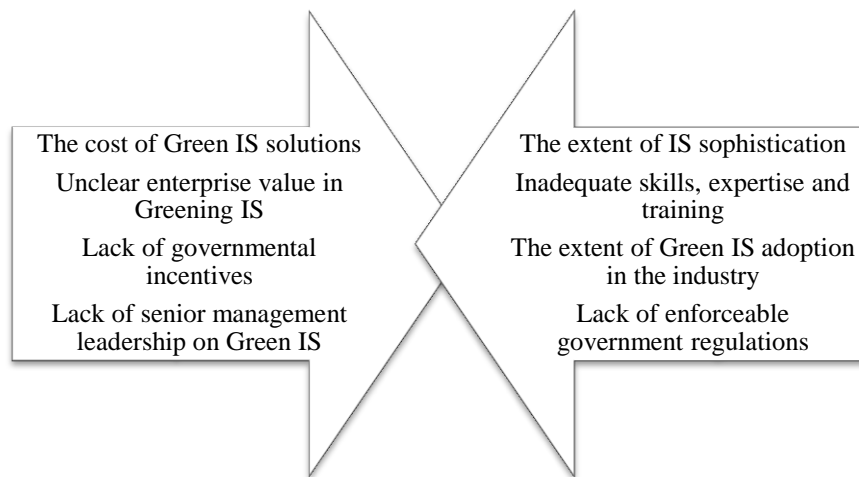 The cost of Green IS solutions
Unclear enterprise value in
Greening IS
Lack of governmental
incentives
Lack of senior management
leadership on Green IS
The extent of IS sophistication
Inadequate skills, expertise and
training
The extent of Green IS adoption
in the industry
Lack of enforceable
government regulations